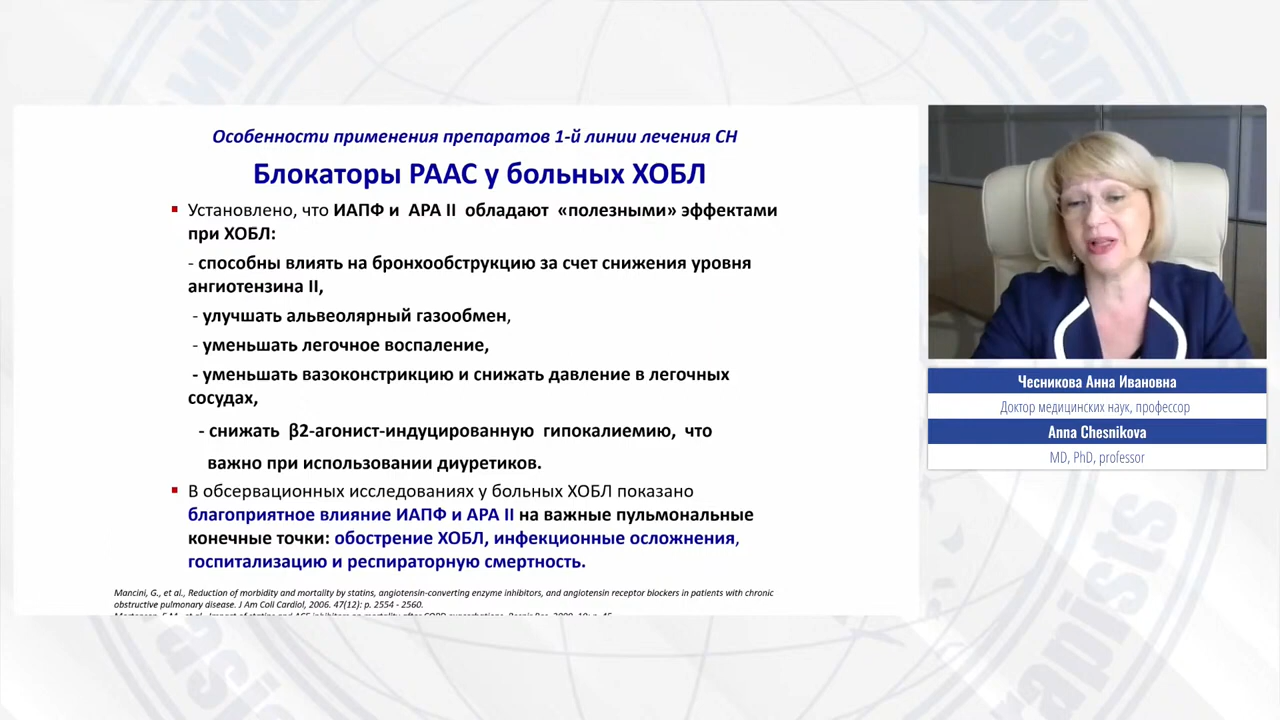 Особенности применения препаратов 1-й линии лечения СН
Блокаторы РААС у больных ХОБЛ
▪ Установлено, что ИАПФ и АРА II обладают «полезными» эффектами
при ХОБЛ:
- способны влиять на бронхообструкцию за счет снижения уровня
ангиотензина II,
- улучшать альвеолярный газообмен,
- уменьшать легочное воспаление,
- уменьшать вазоконстрикцию и снижать давление в легочных
сосудах,
- снижать β2-агонист-индуцированную гипокалиемию, что
важно при использовании диуретиков.
▪ В обсервационных исследованиях у больных ХОБЛ показано
благоприятное влияние ИАПФ и АРА II на важные пульмональные
конечные точки: обострение ХОБЛ, инфекционные осложнения,
госпитализацию и респираторную смертность.
Mancini, G., et al., Reduction of morbidity and mortality by statins, angiotensin-converting enzyme inhibitors, and angiotensin receptor blockers in patients with chronic
obstructive pulmonary disease. J Am Coll Cardiol, 2006. 47(12): p. 2554 - 2560.
Чесникова Анна Ивановна
Доктор медицинских наук, профессор
Anna Chesnikova
MD, PhD, professor